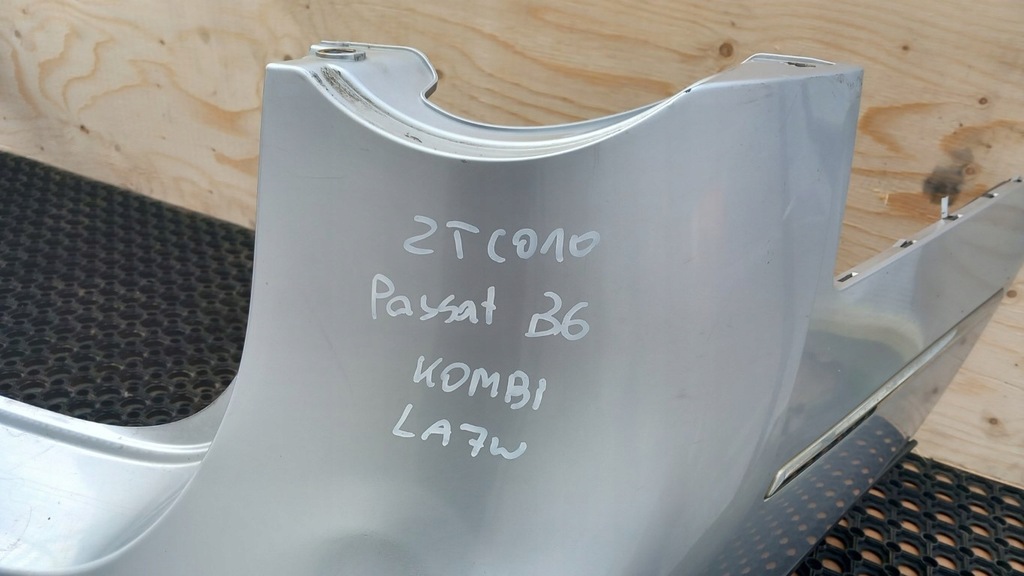 ZTC010
Passat B6
KOMBI
LA7W